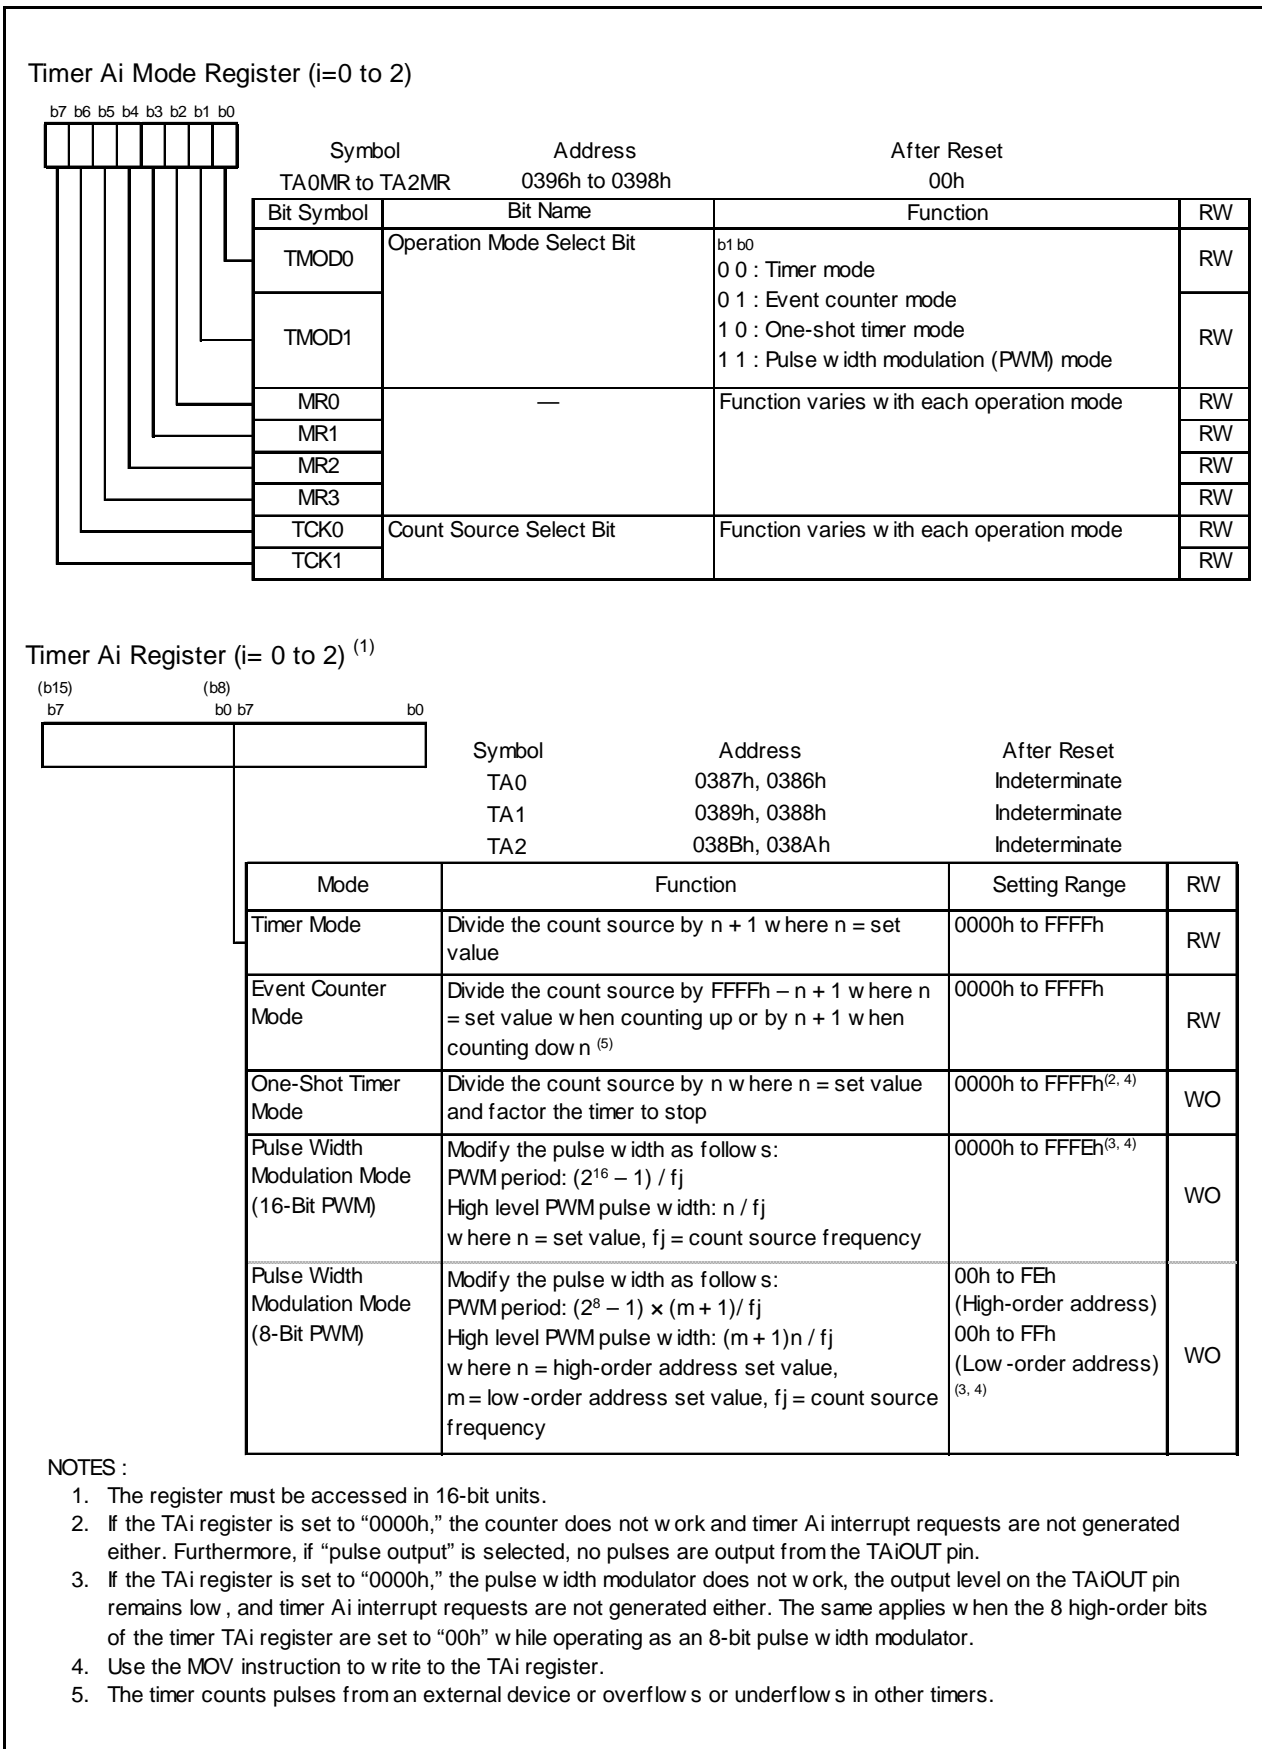 Timer Ai Mode Register (i=0 to 2)
b7 b6 b5 b4 b3 b2 b1 b0
Symbol Address After Reset
TA0MR to TA2MR 0396h to 0398h 00h
Bit Symbol Bit Name Function RW
TMOD0 Operation Mode Select Bit b1 b0 RW
0 0 : Timer mode
0 1 : Event counter mode
TMOD1 1 0 : One-shot timer mode RW
1 1 : Pulse width modulation (PWM) mode
MR0 — Function varies with each operation mode RW
MR1 RW
MR2 RW
MR3 RW
TCK0 Count Source Select Bit Function varies with each operation mode RW
TCK1 RW
Timer Ai Register (i= 0 to 2) (1)
(b15) (b8)
b7 b0 b7 b0
Symbol Address After Reset
TA0 0387h, 0386h Indeterminate
TA1 0389h, 0388h Indeterminate
TA2 038Bh, 038Ah Indeterminate
Mode Function Setting Range RW
Timer Mode Divide the count source by n + 1 where n = set 0000h to FFFFh RW
value
Event Counter Divide the count source by FFFFh – n + 1 where n 0000h to FFFFh
Mode = set value when counting up or by n + 1 when RW
counting down (5)
One-Shot Timer Divide the count source by n where n = set value 0000h to FFFFh(2, 4) WO
Mode and factor the timer to stop
Pulse Width Modify the pulse width as follows: 0000h to FFFEh(3, 4)
Modulation Mode PWM period: (2¹⁶ – 1) / fj WO
(16-Bit PWM) High level PWM pulse width: n / fj
where n = set value, fj = count source frequency
Pulse Width Modify the pulse width as follows: 00h to FEh
Modulation Mode PWM period: (2⁸ – 1) × (m + 1)/ fj (High-order address)
(8-Bit PWM) High level PWM pulse width: (m + 1)n / fj 00h to FFh
where n = high-order address set value, (Low-order address) WO
m = low-order address set value, fj = count source (3, 4)
frequency
NOTES :
1. The register must be accessed in 16-bit units.
2. If the TAi register is set to “0000h,” the counter does not work and timer Ai interrupt requests are not generated
either. Furthermore, if “pulse output” is selected, no pulses are output from the TAiOUT pin.
3. If the TAi register is set to “0000h,” the pulse width modulator does not work, the output level on the TAiOUT pin
remains low, and timer Ai interrupt requests are not generated either. The same applies when the 8 high-order bits
of the timer TAi register are set to “00h” while operating as an 8-bit pulse width modulator.
4. Use the MOV instruction to write to the TAi register.
5. The timer counts pulses from an external device or overflows or underflows in other timers.